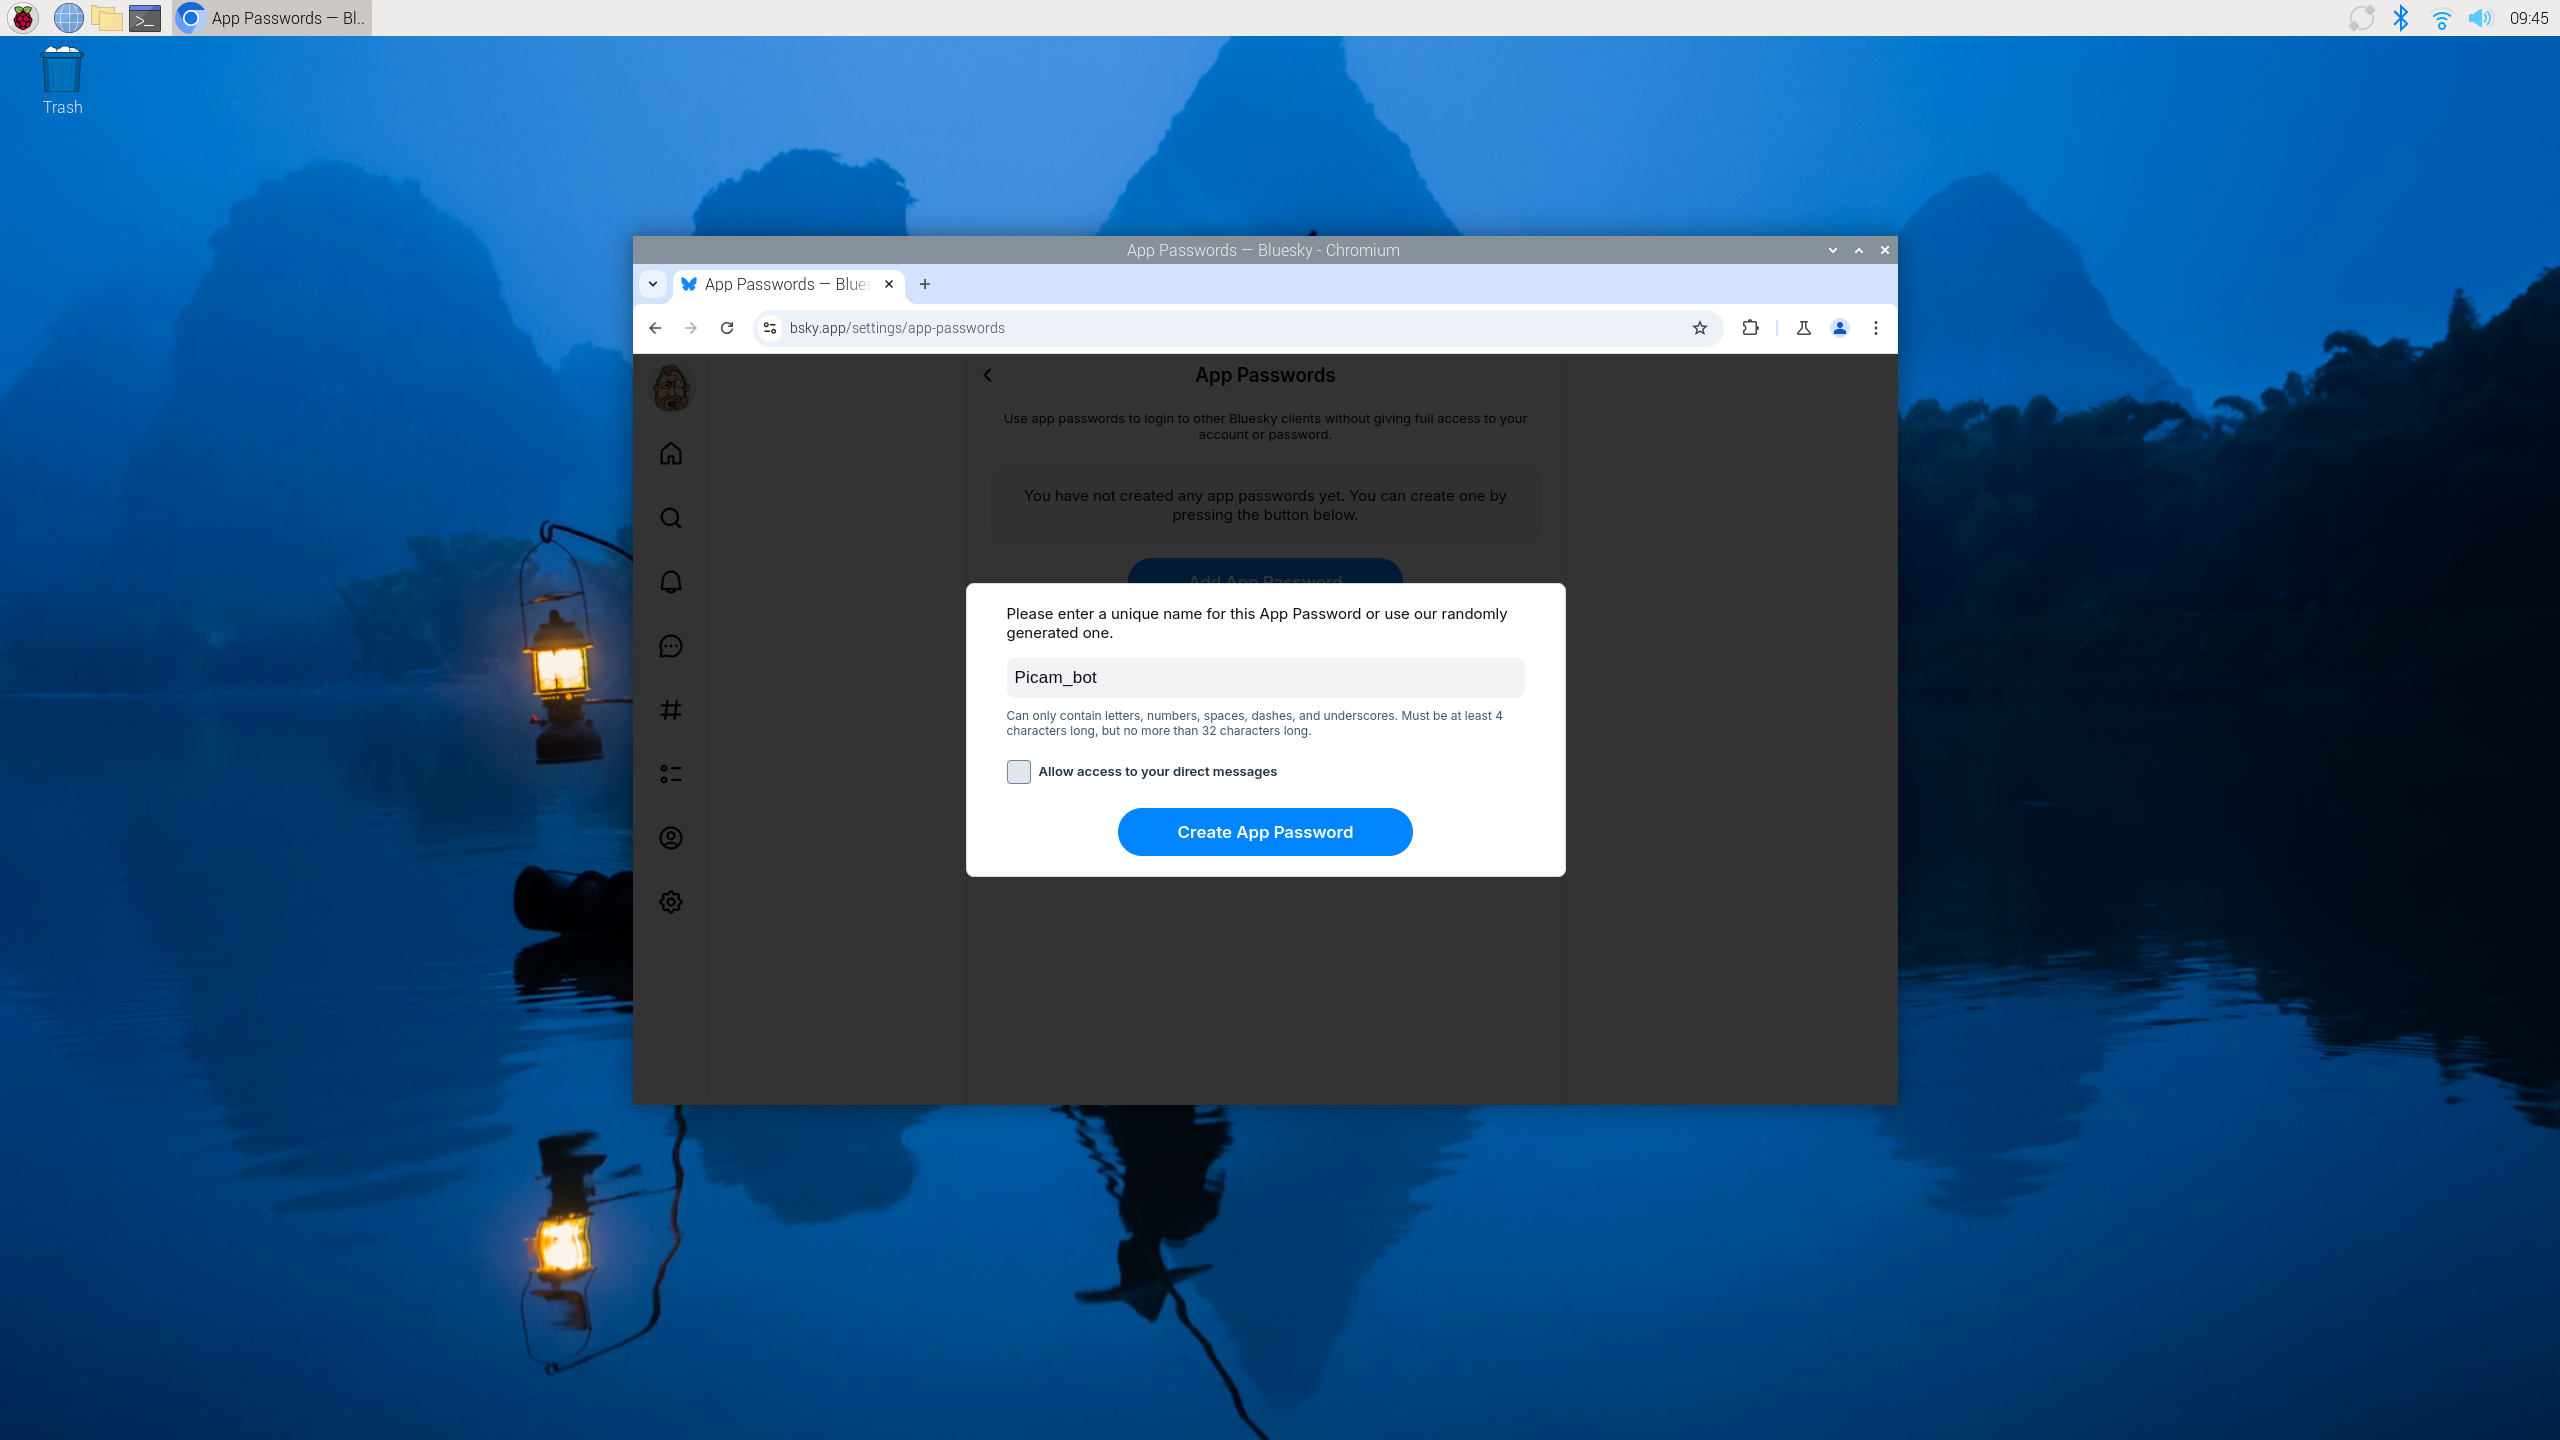 App Passwords — Bl..
09:45
Trash
App Passwords — Bluesky - Chromium
App Passwords — Blues
bsky.app/settings/app-passwords
App Passwords
Use app passwords to login to other Bluesky clients without giving full access to your
account or password.
You have not created any app passwords yet. You can create one by
pressing the button below.
Add App Password
Please enter a unique name for this App Password or use our randomly
generated one.
Picam_bot
Can only contain letters, numbers, spaces, dashes, and underscores. Must be at least 4
characters long, but no more than 32 characters long.
Allow access to your direct messages
Create App Password